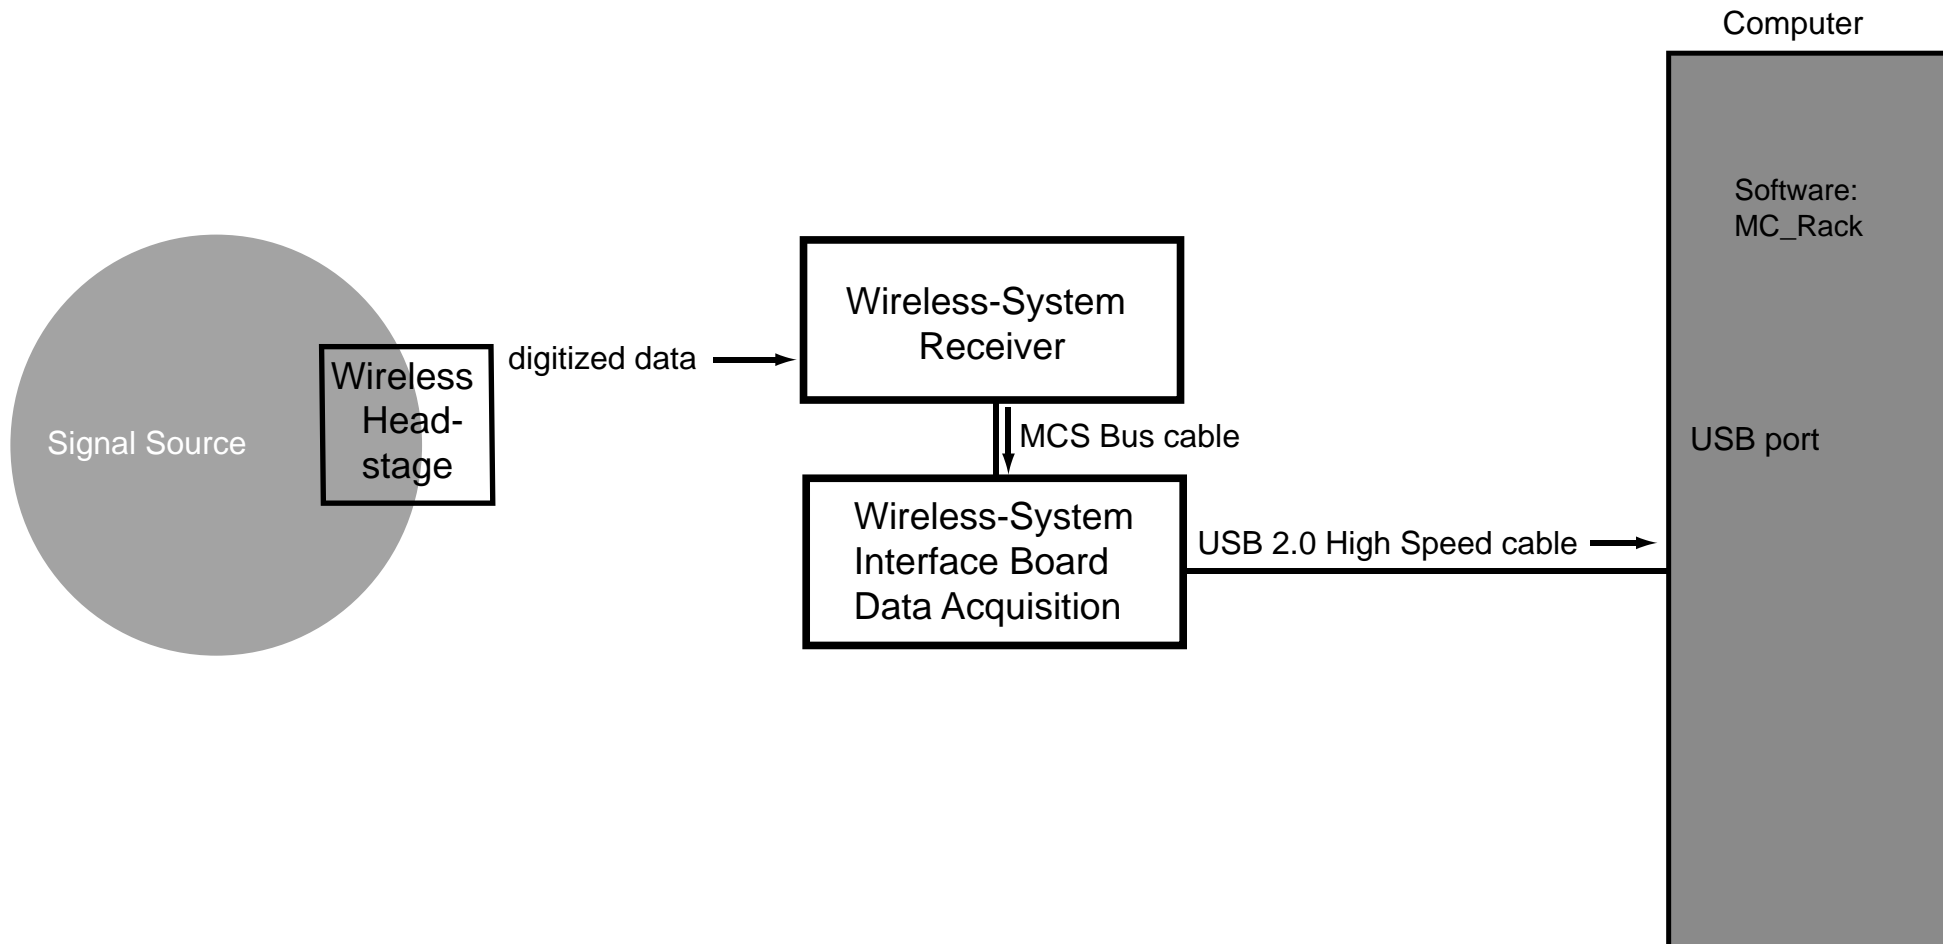 Computer
Software:
MC_Rack
Wireless-System
Receiver
digitized data
Wireless
Head-
stage
Signal Source
MCS Bus cable
USB port
Wireless-System
Interface Board
Data Acquisition
USB 2.0 High Speed cable